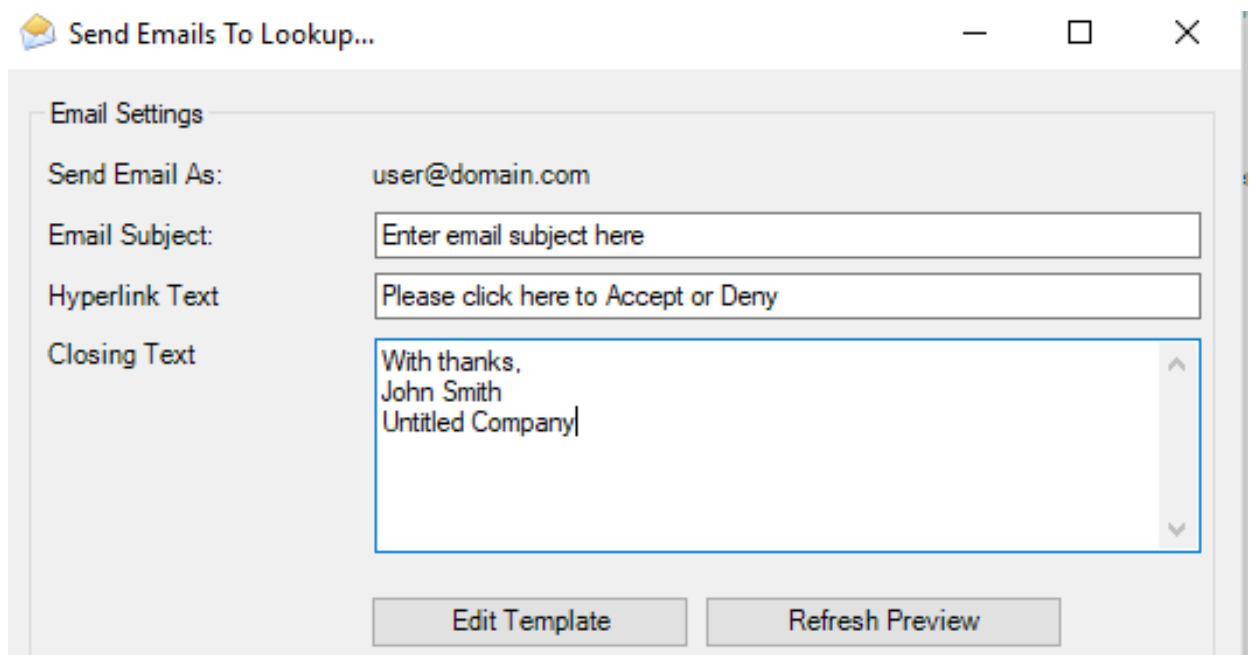 Send Emails To Lookup...
Email Settings
Send Email As: user@domain.com
Email Subject: Enter email subject here
Hyperlink Text Please click here to Accept or Deny
Closing Text With thanks,
John Smith
Untitled Company
Edit Template Refresh Preview